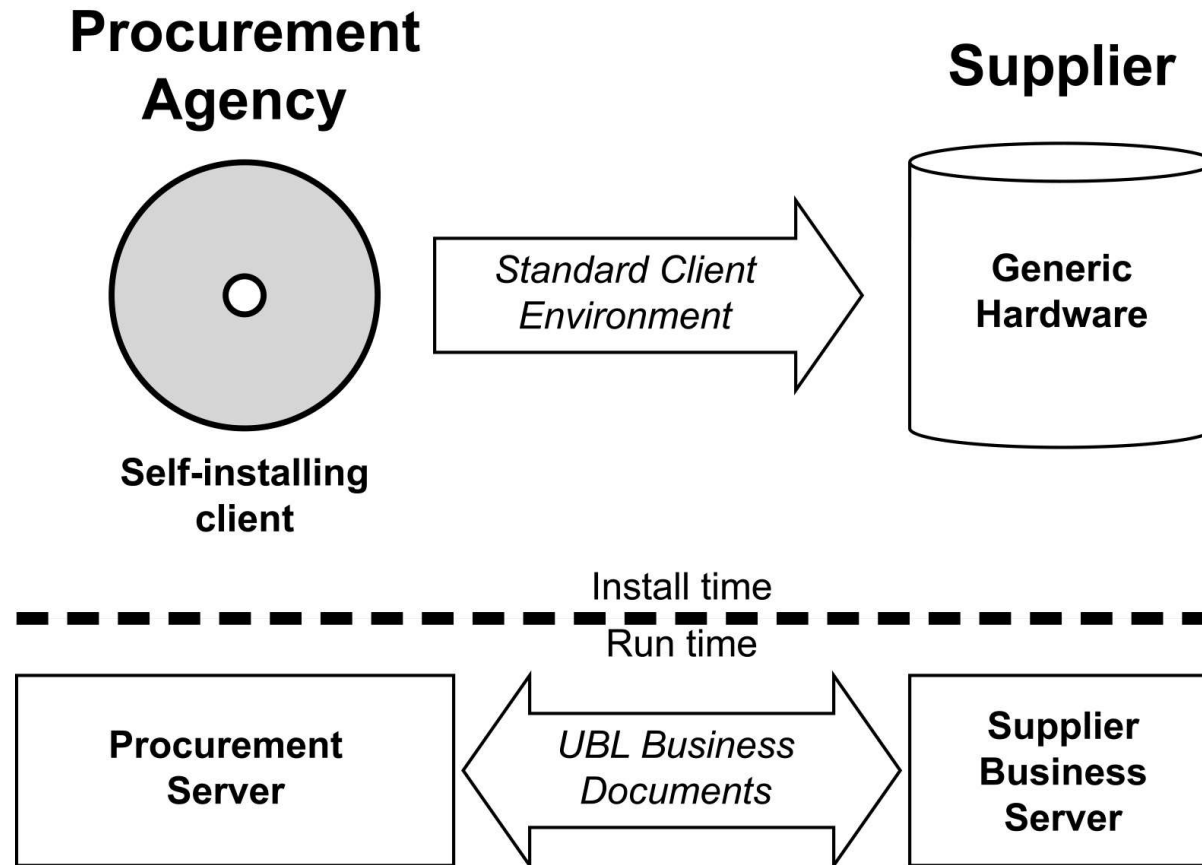 Procurement
Agency
Supplier
Standard Client
Environment
Generic
Hardware
Self-installing
client
Install time
Run time
Procurement
Server
UBL Business
Documents
Supplier
Business
Server